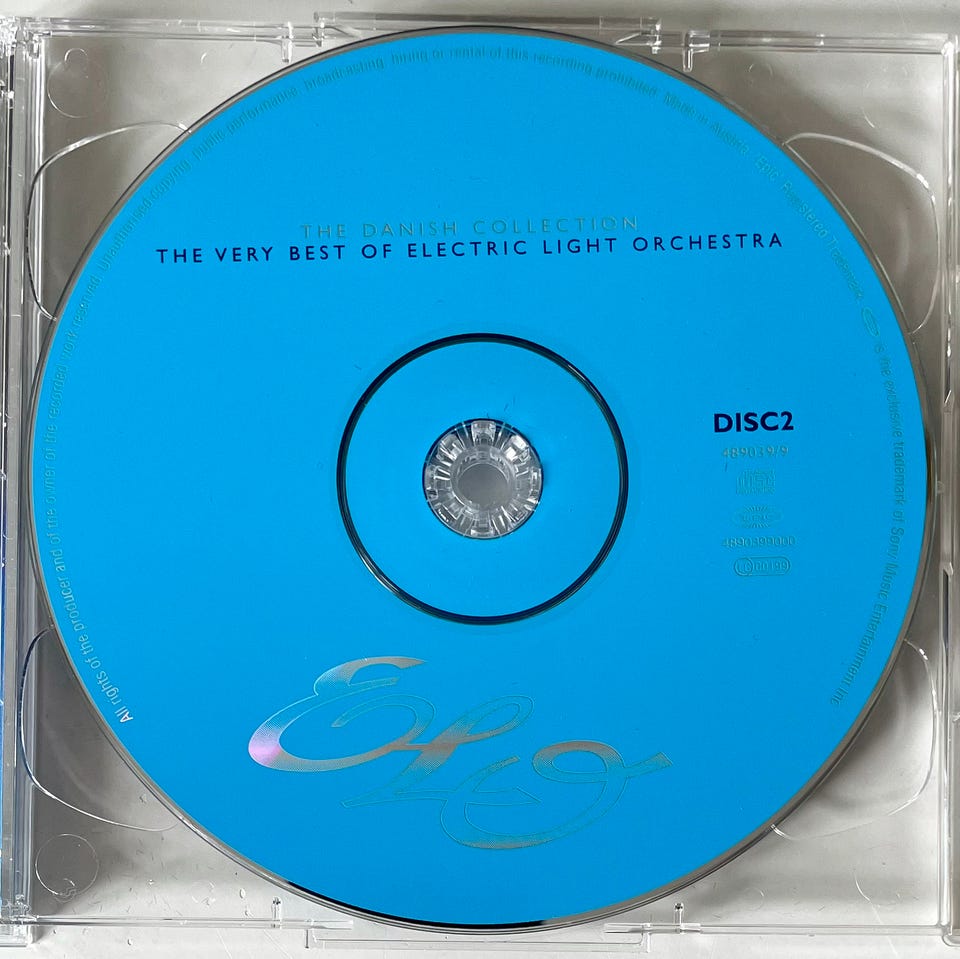 All rights of the producer and of the owner of the recorded work reserved. Unauthorised copying, public performance, broadcasting, hiring or rental of this recording prohibited. Made in Austria. Epic. Registered Trademark. is the exclusive trademark of Sony Music Entertainment Inc.
THE DANISH COLLECTION
THE VERY BEST OF ELECTRIC LIGHT ORCHESTRA
DISC2
489039/9
4890399000
LC 00199
ELO